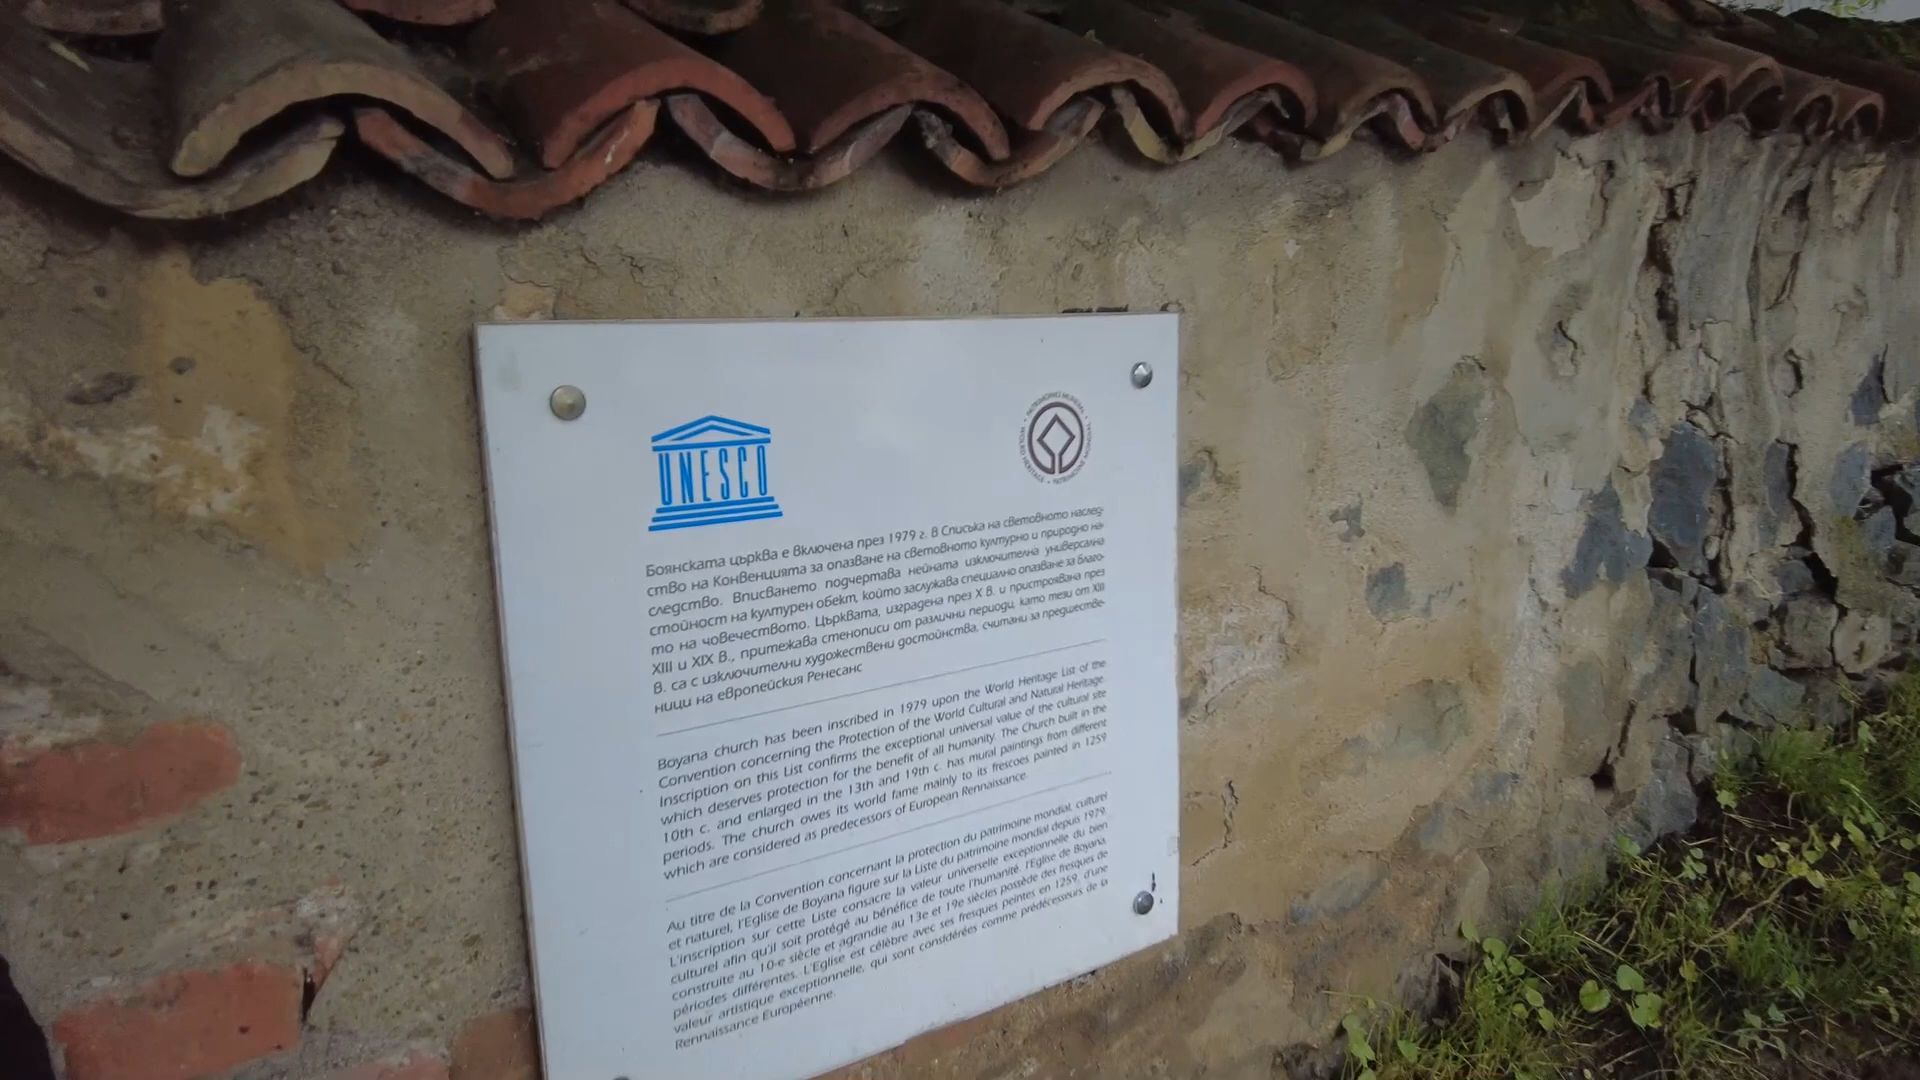 UNESCO
WORLD HERITAGE • PATRIMOINE MONDIAL • PATRIMONIO MUNDIAL •
Боянската църква е включена през 1979 г. в Списъка на световното наслед-
ство на Конвенцията за опазване на световното културно и природно на-
следство. Вписването подчертава нейната изключителна универсална
стойност на културен обект, който заслужава специално опазване за благо-
то на човечеството. Църквата, изградена през X в. и пристроявана през
XIII и XIX в., притежава стенописи от различни периоди, като тези от XIII
в. са с изключителни художествени достойнства, считани за предшестве-
ници на европейския Ренесанс
Boyana church has been inscribed in 1979 upon the World Heritage List of the
Convention concerning the Protection of the World Cultural and Natural Heritage.
Inscription on this List confirms the exceptional universal value of the cultural site
which deserves protection for the benefit of all humanity. The Church built in the
10th c. and enlarged in the 13th and 19th c. has mural paintings from different
periods. The church owes its world fame mainly to its frescoes painted in 1259
which are considered as predecessors of European Rennaissance
Au titre de la Convention concernant la protection du patrimoine mondial, culturel
et naturel, l'Eglise de Boyana figure sur la Liste du patrimoine mondial depuis 1979.
L'inscription sur cette Liste consacre la valeur universelle exceptionnelle du bien
culturel afin qu'il soit protégé au bénéfice de toute l'humanité. l'Eglise de Boyana,
construite au 10-e siècle et agrandie au 13e et 19e siècles possède des fresques de
périodes différentes. L'Eglise est célèbre avec ses fresques peintes en 1259, d'une
valeur artistique exceptionnelle, qui sont considérées comme prédécesseurs de la
Rennaissance Européenne.